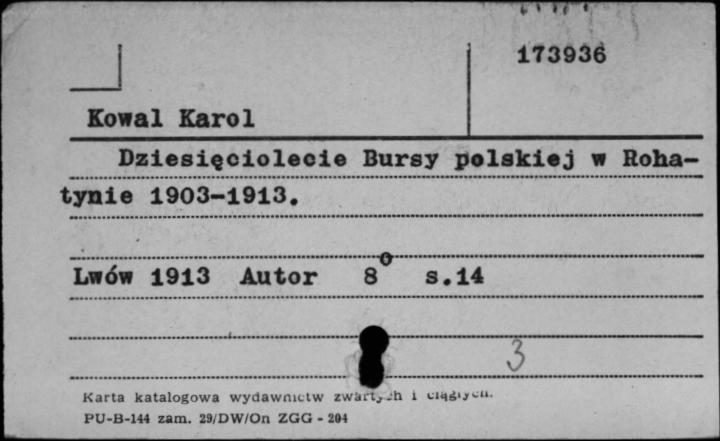 173936
Kowal Karol
Dziesięciolecie Bursy polskiej w Roha-
tynie 1903-1913.
Lwów 1913 Autor 8° s.14
3
Karta katalogowa wydawnictw zwartych i ciągłych.
PU-B-144 zam. 29/DW/On ZGG - 204